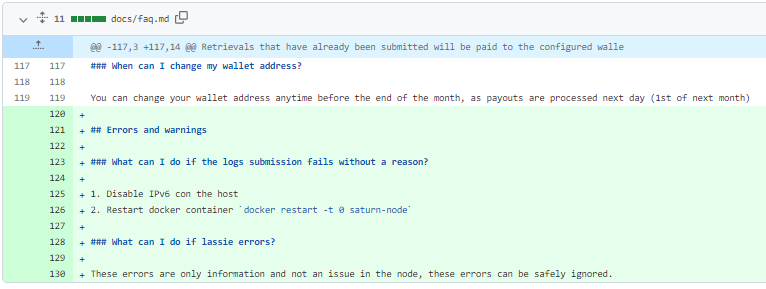 11 docs/faq.md
@@ -117,3 +117,14 @@ Retrievals that have already been submitted will be paid to the configured walle
117 117 ### When can I change my wallet address?
118 118
119 119 You can change your wallet address anytime before the end of the month, as payouts are processed next day (1st of next month)
120 +
121 + ## Errors and warnings
122 +
123 + ### What can I do if the logs submission fails without a reason?
124 +
125 + 1. Disable IPv6 con the host
126 + 2. Restart docker container `docker restart -t 0 saturn-node`
127 +
128 + ### What can I do if lassie errors?
129 +
130 + These errors are only information and not an issue in the node, these errors can be safely ignored.